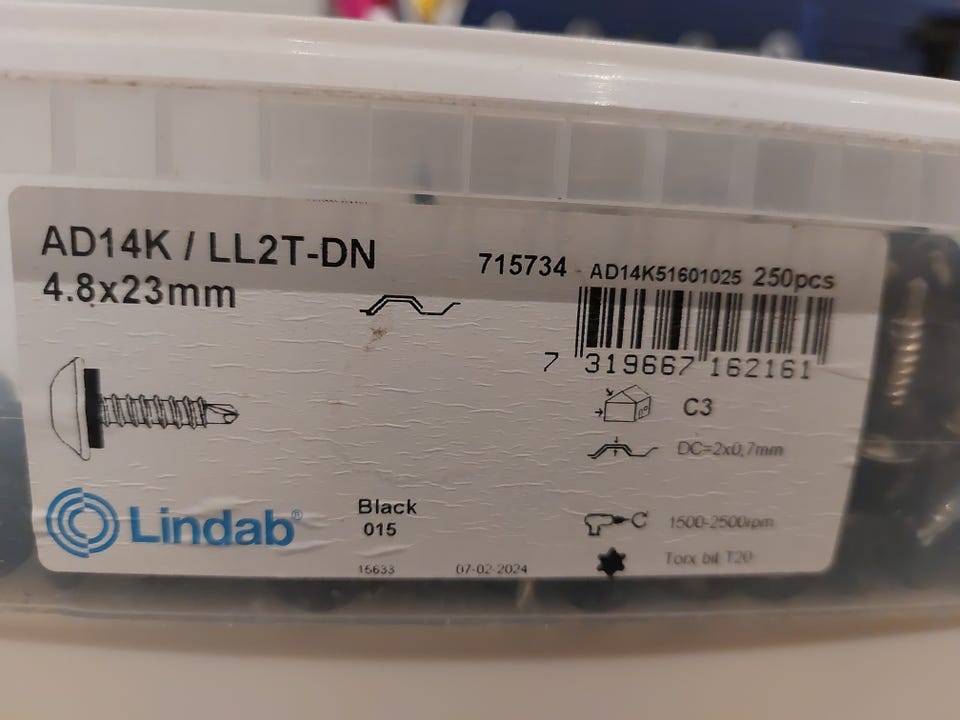 AD14K / LL2T-DN
4.8x23mm
715734 - AD14K51601025 250pcs
7 319667 162161
C3
DC=2x0,7mm
Lindab®
Black
015
1500-2500rpm
Torx bit T20
15633 07-02-2024